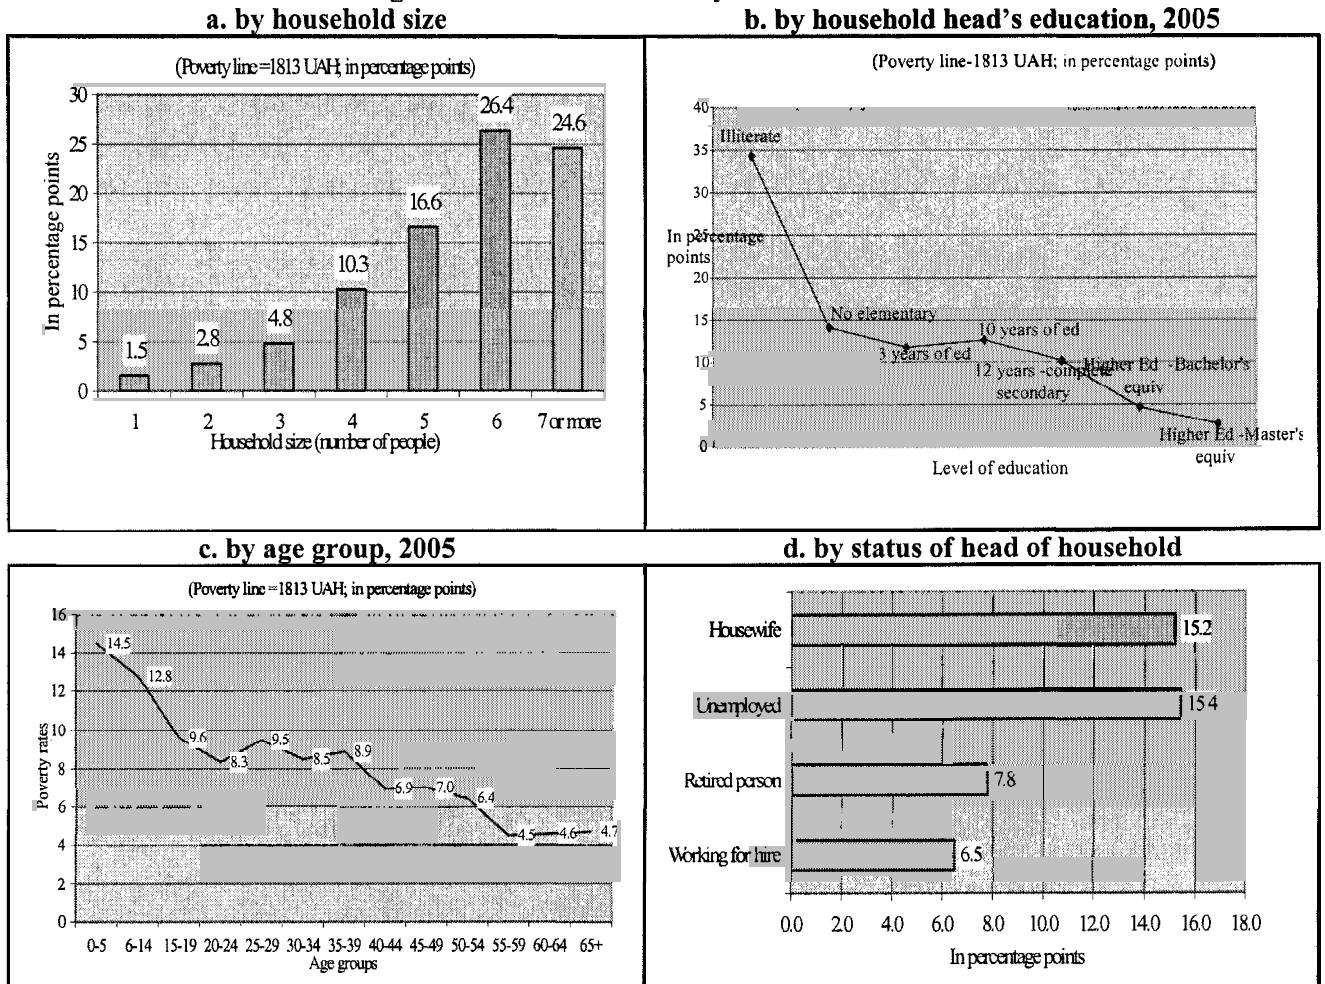 a. by household size
(Poverty line=1813 UAH; in percentage points)
In percentage points
30
25
20
15
10
5
0
1.5
2.8
4.8
10.3
16.6
26.4
24.6
1 2 3 4 5 6 7 or more
Household size (number of people)
b. by household head's education, 2005
(Poverty line-1813 UAH; in percentage points)
In percentage
points
40
35
30
25
20
15
10
5
0
Illiterate
No elementary
3 years of ed
10 years of ed
12 years -complete
secondary
Higher Ed -Bachelor's
equiv
Higher Ed -Master's
equiv
Level of education
c. by age group, 2005
(Poverty line=1813 UAH; in percentage points)
Poverty rates
16
14
12
10
8
6
4
2
0
14.5
12.8
9.6
8.3
9.5
8.5
8.9
6.9
7.0
6.4
4.5
4.6
4.7
0-5 6-14 15-19 20-24 25-29 30-34 35-39 40-44 45-49 50-54 55-59 60-64 65+
Age groups
d. by status of head of household
Housewife 15.2
Unemployed 15 4
Retired person 7.8
Working for hire 6.5
0.0 2.0 4.0 6.0 8.0 10.0 12.0 14.0 16.0 18.0
In percentage points